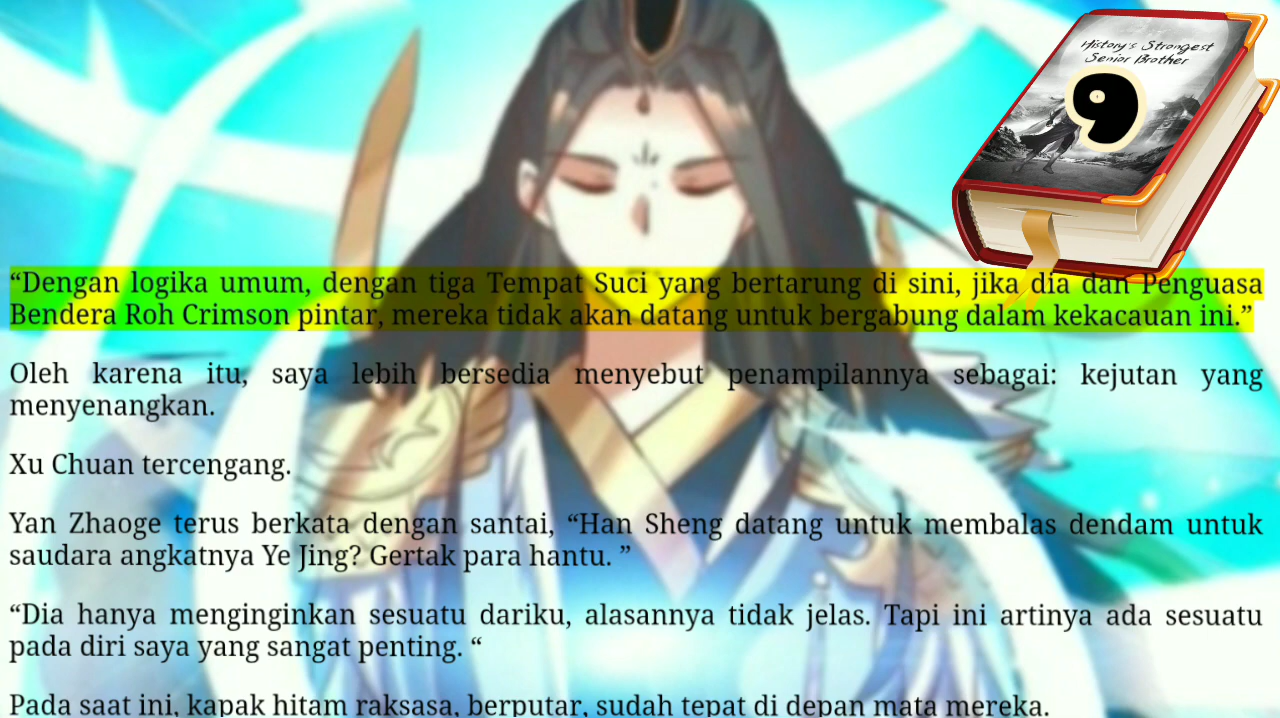 History's Strongest
Senior Brother
9
“Dengan logika umum, dengan tiga Tempat Suci yang bertarung di sini, jika dia dan Penguasa
Bendera Roh Crimson pintar, mereka tidak akan datang untuk bergabung dalam kekacauan ini.”
Oleh karena itu, saya lebih bersedia menyebut penampilannya sebagai: kejutan yang
menyenangkan.
Xu Chuan tercengang.
Yan Zhaoge terus berkata dengan santai, “Han Sheng datang untuk membalas dendam untuk
saudara angkatnya Ye Jing? Gertak para hantu. ”
“Dia hanya menginginkan sesuatu dariku, alasannya tidak jelas. Tapi ini artinya ada sesuatu
pada diri saya yang sangat penting. “
Pada saat ini, kapak hitam raksasa, berputar, sudah tepat di depan mata mereka.